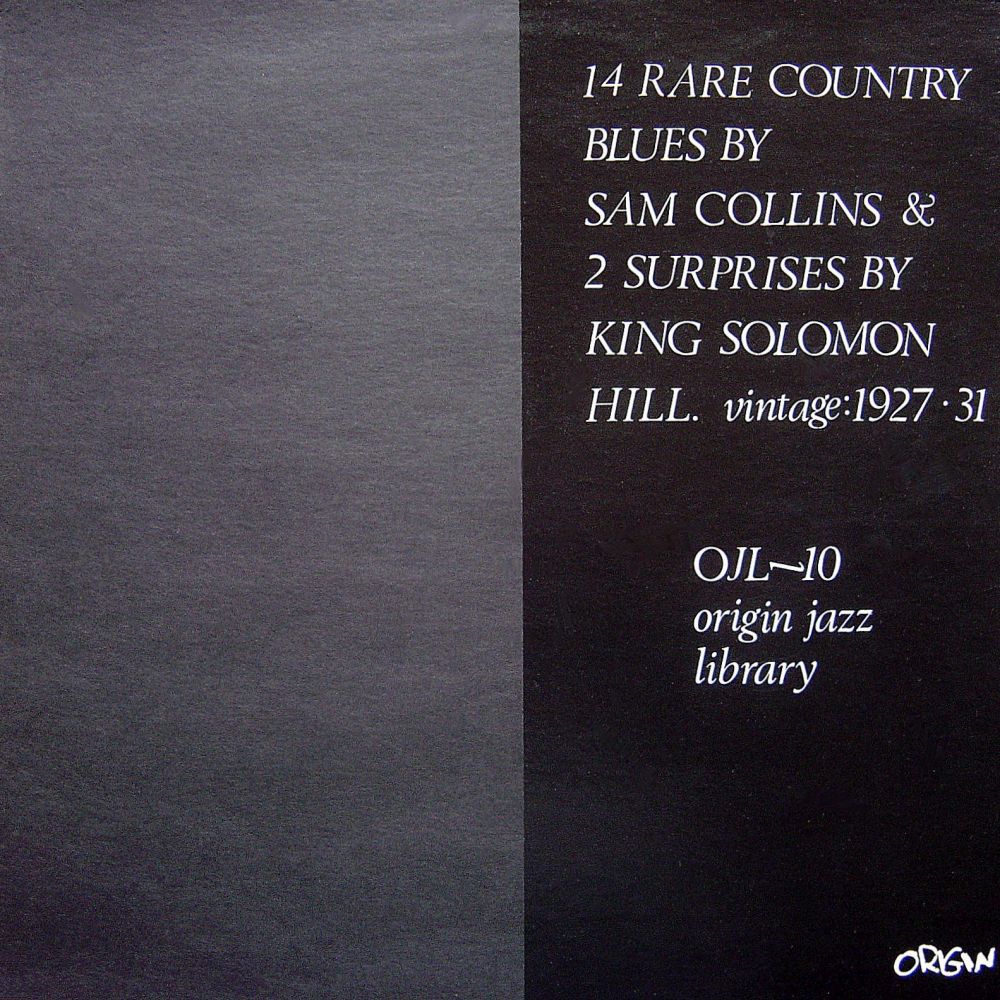 14 RARE COUNTRY
BLUES BY
SAM COLLINS &
2 SURPRISES BY
KING SOLOMON
HILL. vintage:1927·31
OJL–10
origin jazz
library
ORIGIN